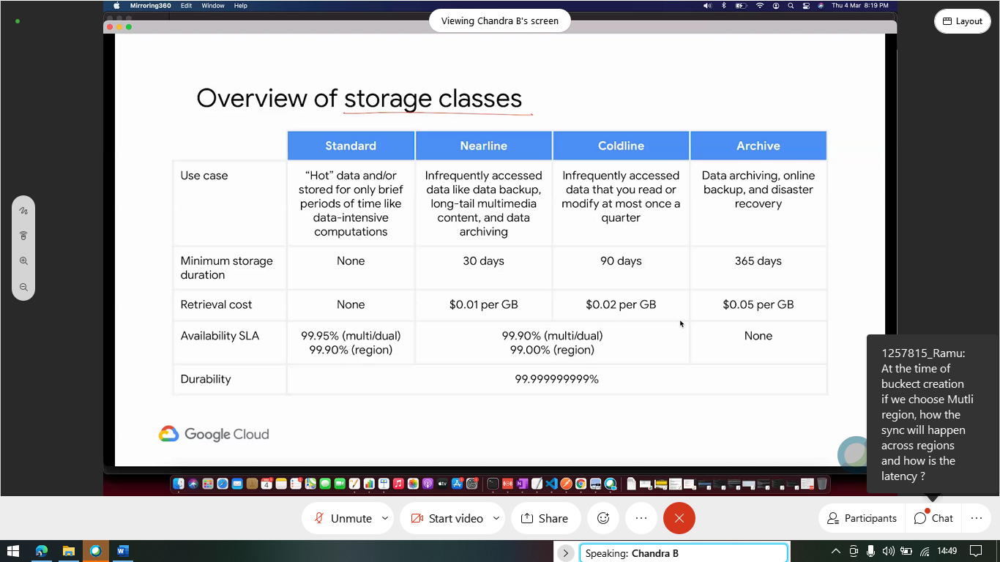 Mirroring360 Edit Window Help
Thu 4 Mar 8:19 PM
Viewing Chandra B's screen
Layout
Overview of storage classes
Standard Nearline Coldline Archive
Use case
“Hot” data and/or
stored for only brief
periods of time like
data-intensive
computations
Infrequently accessed
data like data backup,
long-tail multimedia
content, and data
archiving
Infrequently accessed
data that you read or
modify at most once a
quarter
Data archiving, online
backup, and disaster
recovery
Minimum storage
duration
None 30 days 90 days 365 days
Retrieval cost None $0.01 per GB $0.02 per GB $0.05 per GB
Availability SLA
99.95% (multi/dual)
99.90% (region)
99.90% (multi/dual)
99.00% (region)
None
Durability 99.999999999%
Google Cloud
1257815_Ramu:
At the time of
buckect creation
if we choose Mutli
region, how the
sync will happen
across regions
and how is the
latency ?
Unmute Start video Share Participants Chat
Speaking: Chandra B
14:49